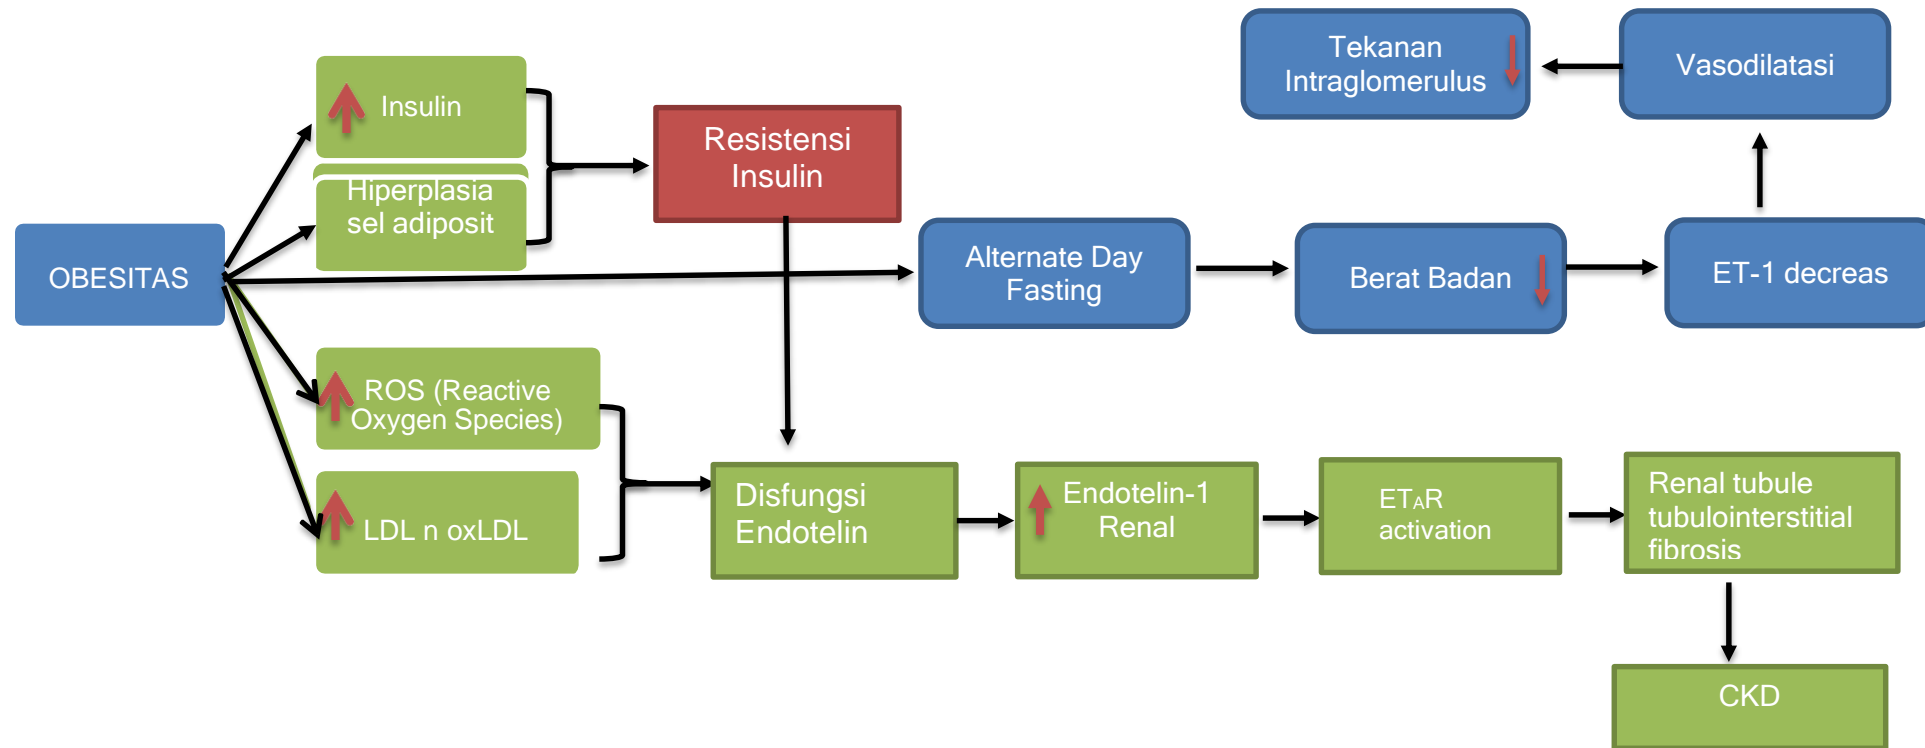 Tekanan
Intraglomerulus
Vasodilatasi
Insulin
Resistensi
Insulin
Hiperplasia
sel adiposit
OBESITAS
Alternate Day
Fasting
Berat Badan
ET-1 decreas
ROS (Reactive
Oxygen Species)
LDL n oxLDL
Disfungsi
Endotelin
Endotelin-1
Renal
ETAR
activation
Renal tubule
tubulointerstitial
fibrosis
CKD